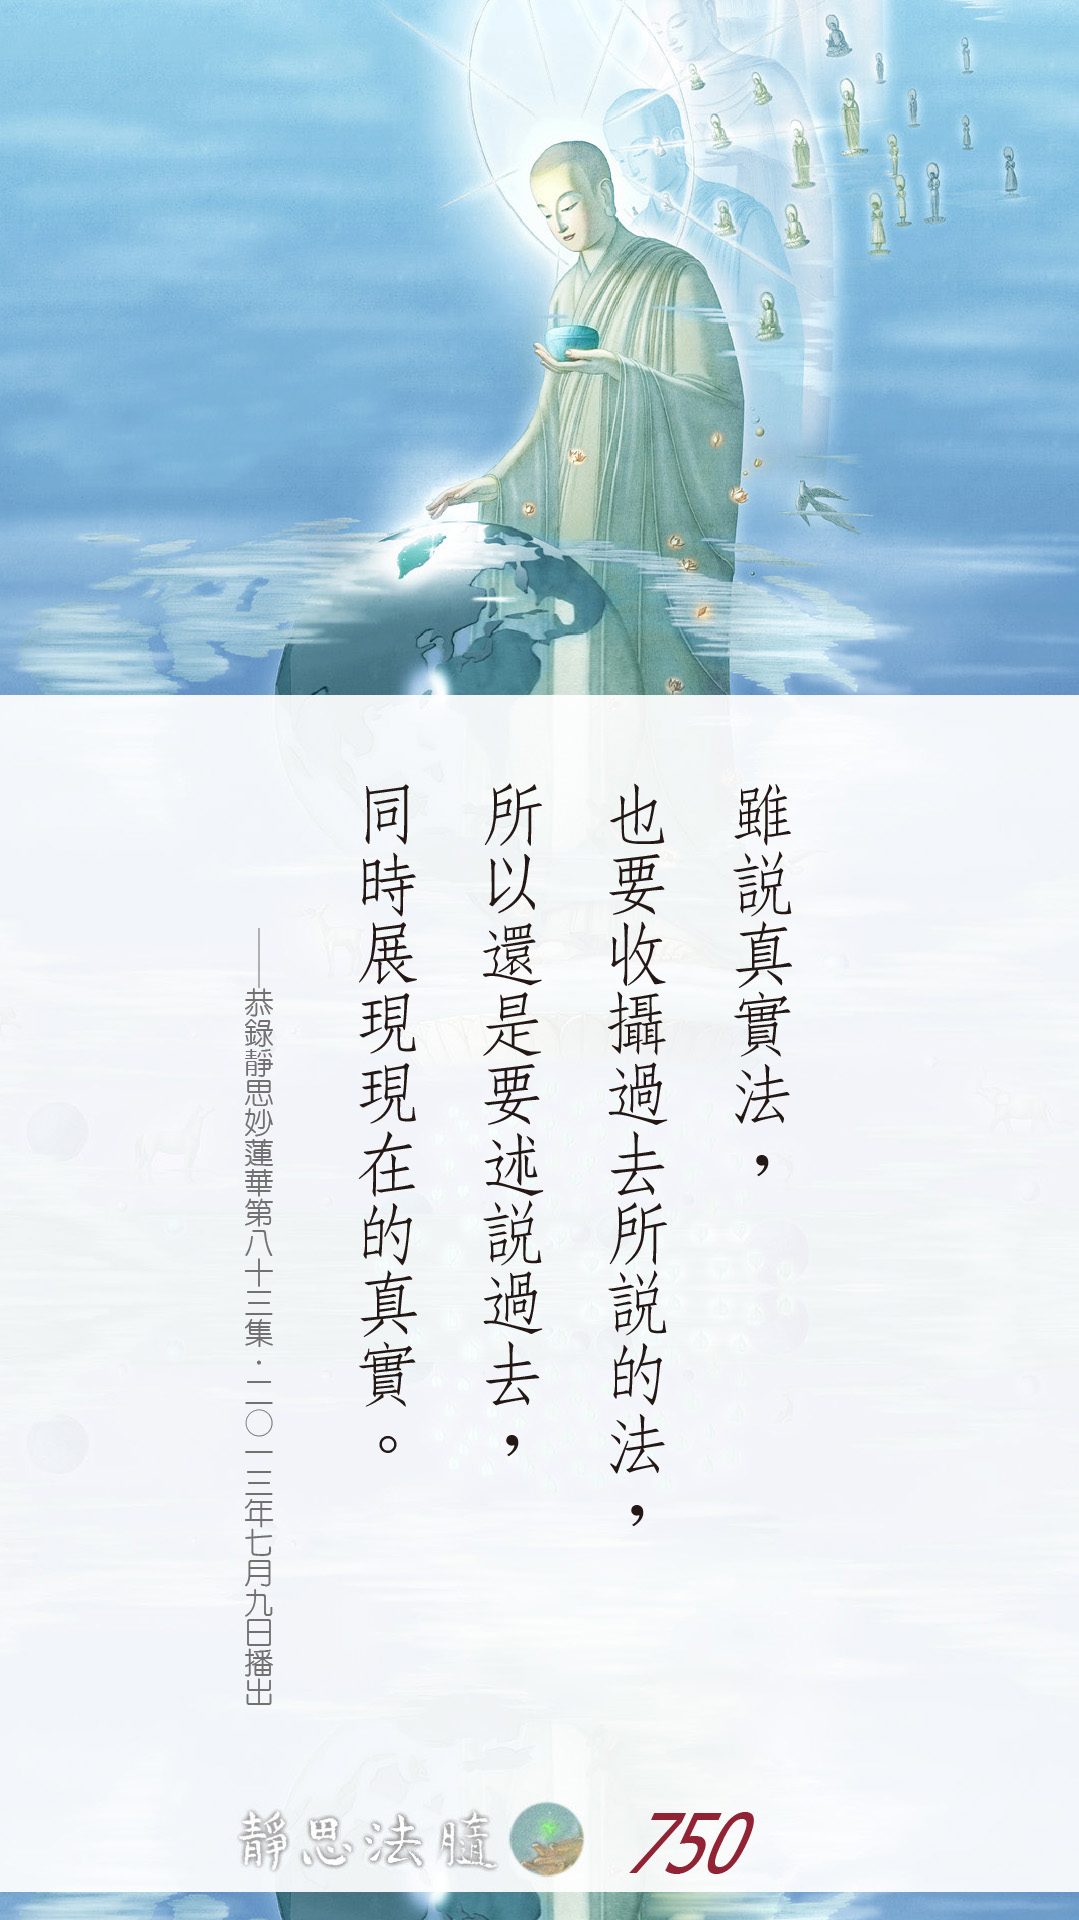 雖説真實法，
也要收攝過去所説的法，
所以還是要述説過去，
同時展現現在的真實。
——恭錄靜思妙蓮華第八十三集．二〇一三年七月九日播出
靜思法髓
750